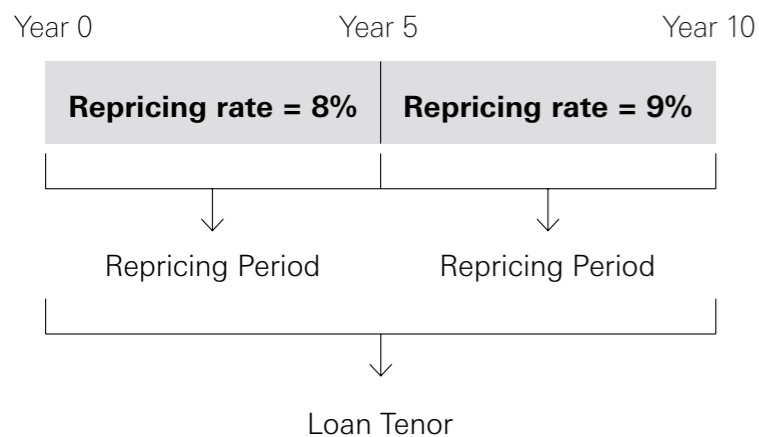 Year 0 Year 5 Year 10
Repricing rate = 8% Repricing rate = 9%
Repricing Period Repricing Period
Loan Tenor